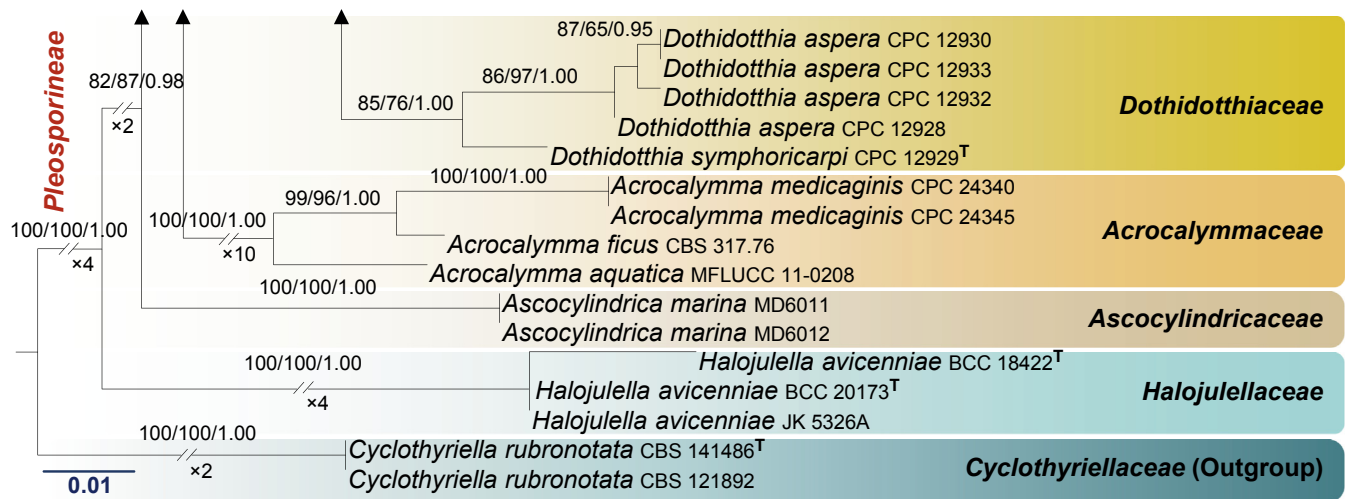 87/65/0.95
Dothidotthia aspera CPC 12930
82/87/0.98
86/97/1.00
Dothidotthia aspera CPC 12933
85/76/1.00
Dothidotthia aspera CPC 12932
Dothidotthiaceae
×2
Dothidotthia aspera CPC 12928
Pleosporineae
Dothidotthia symphoricarpi CPC 12929T
100/100/1.00
Acrocalymma medicaginis CPC 24340
99/96/1.00
Acrocalymma medicaginis CPC 24345
100/100/1.00
100/100/1.00
Acrocalymmaceae
×4
×10
Acrocalymma ficus CBS 317.76
Acrocalymma aquatica MFLUCC 11-0208
100/100/1.00
Ascocylindrica marina MD6011
Ascocylindricaceae
Ascocylindrica marina MD6012
100/100/1.00
Halojulella avicenniae BCC 18422T
×4
Halojulella avicenniae BCC 20173T
Halojulellaceae
Halojulella avicenniae JK 5326A
100/100/1.00
×2
Cyclothyriella rubronotata CBS 141486T
Cyclothyriellaceae (Outgroup)
0.01
Cyclothyriella rubronotata CBS 121892